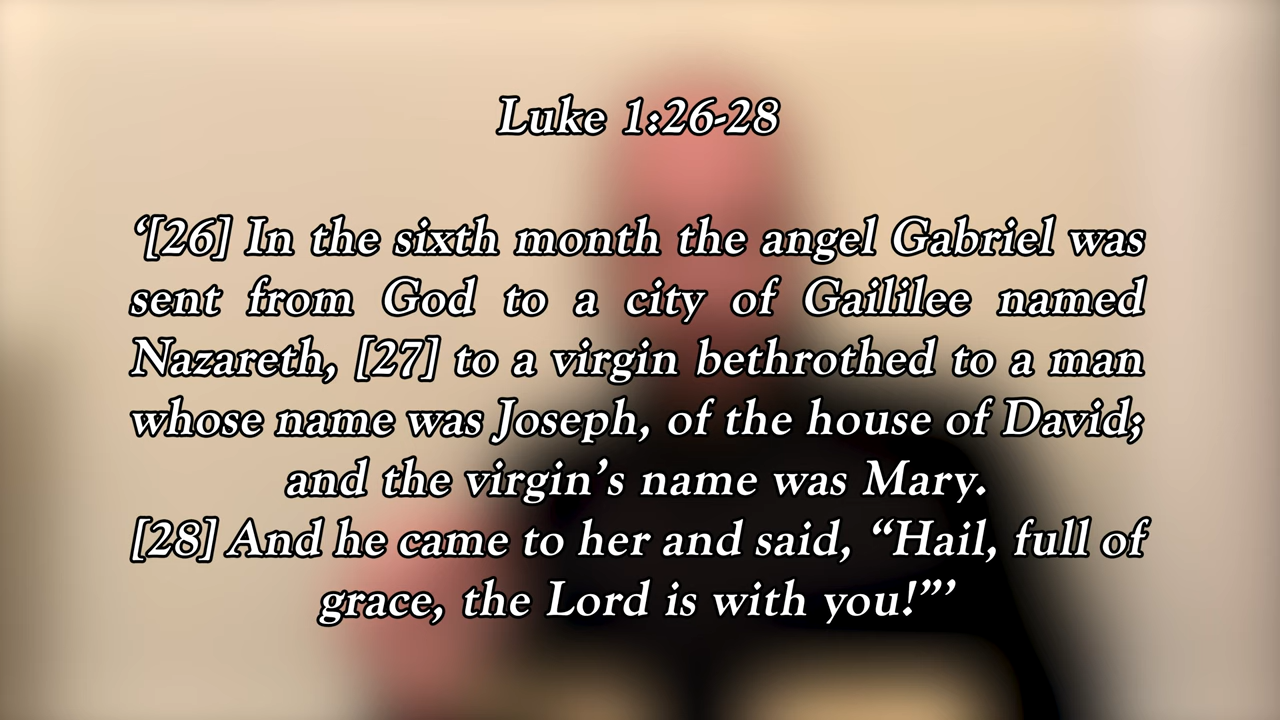 Luke 1:26-28
‘[26] In the sixth month the angel Gabriel was
sent from God to a city of Gaililee named
Nazareth, [27] to a virgin bethrothed to a man
whose name was Joseph, of the house of David;
and the virgin’s name was Mary.
[28] And he came to her and said, “Hail, full of
grace, the Lord is with you!”’